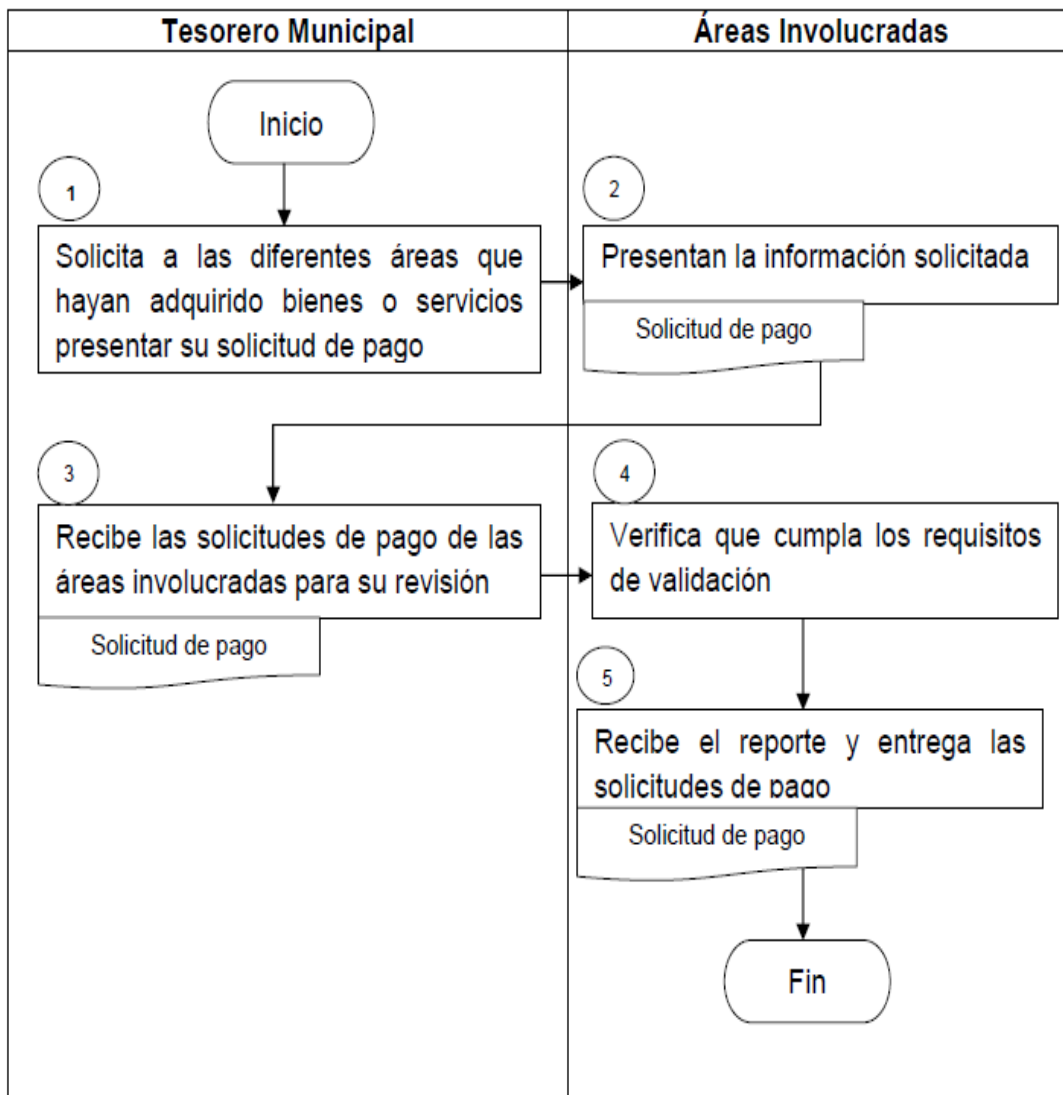 Tesorero Municipal
Áreas Involucradas
Inicio
1
2
Solicita a las diferentes áreas que
hayan adquirido bienes o servicios
presentar su solicitud de pago
Presentan la información solicitada
Solicitud de pago
3
4
Recibe las solicitudes de pago de las
áreas involucradas para su revisión
Solicitud de pago
Verifica que cumpla los requisitos
de validación
5
Recibe el reporte y entrega las
solicitudes de pago
Solicitud de pago
Fin